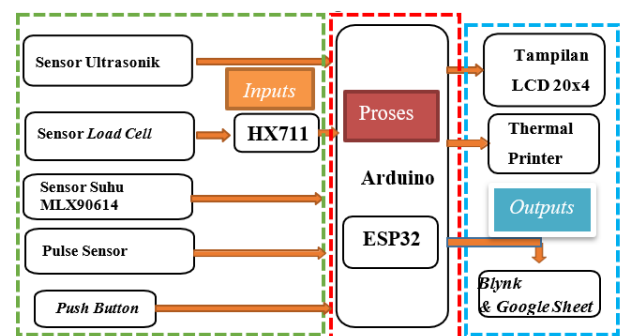 Sensor Ultrasonik
Inputs
Sensor Load Cell
HX711
Sensor Suhu
MLX90614
Pulse Sensor
Push Button
Proses
Arduino
ESP32
Tampilan
LCD 20x4
Thermal
Printer
Outputs
Blynk
& Google Sheet